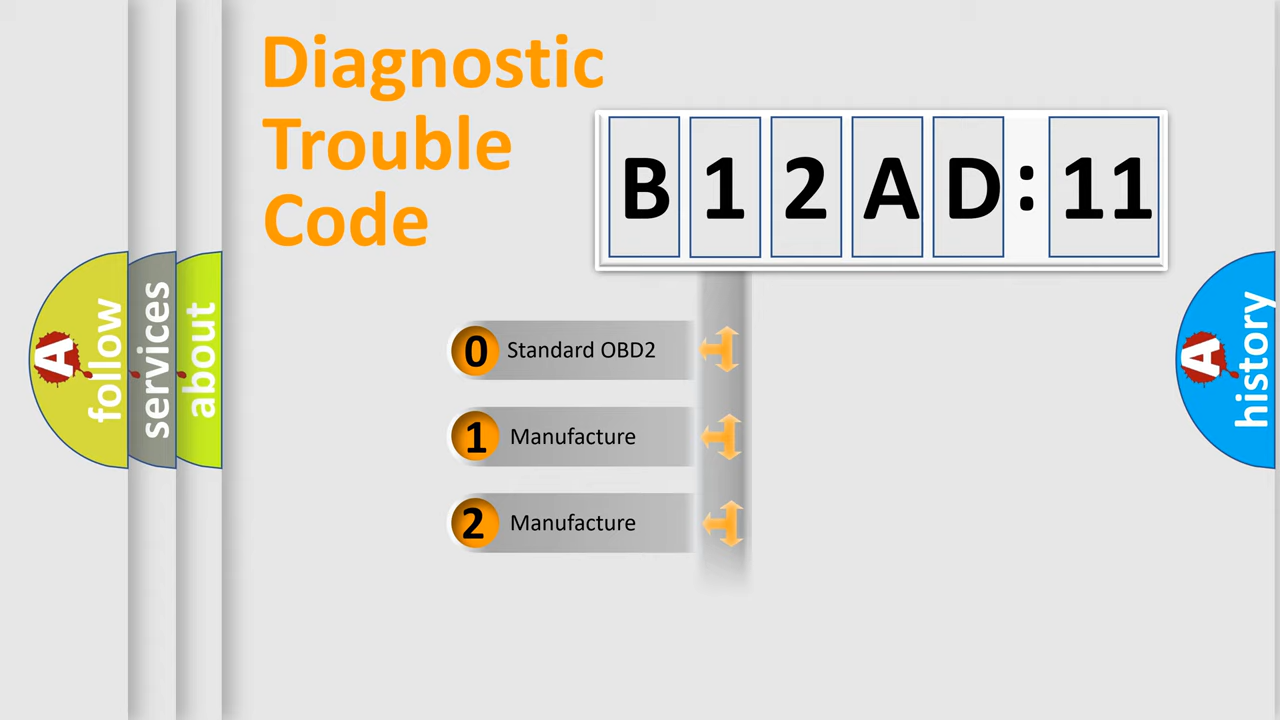 Diagnostic
Trouble
Code
B 1 2 A D : 11
0 Standard OBD2
1 Manufacture
2 Manufacture
A follow
services
about
A history